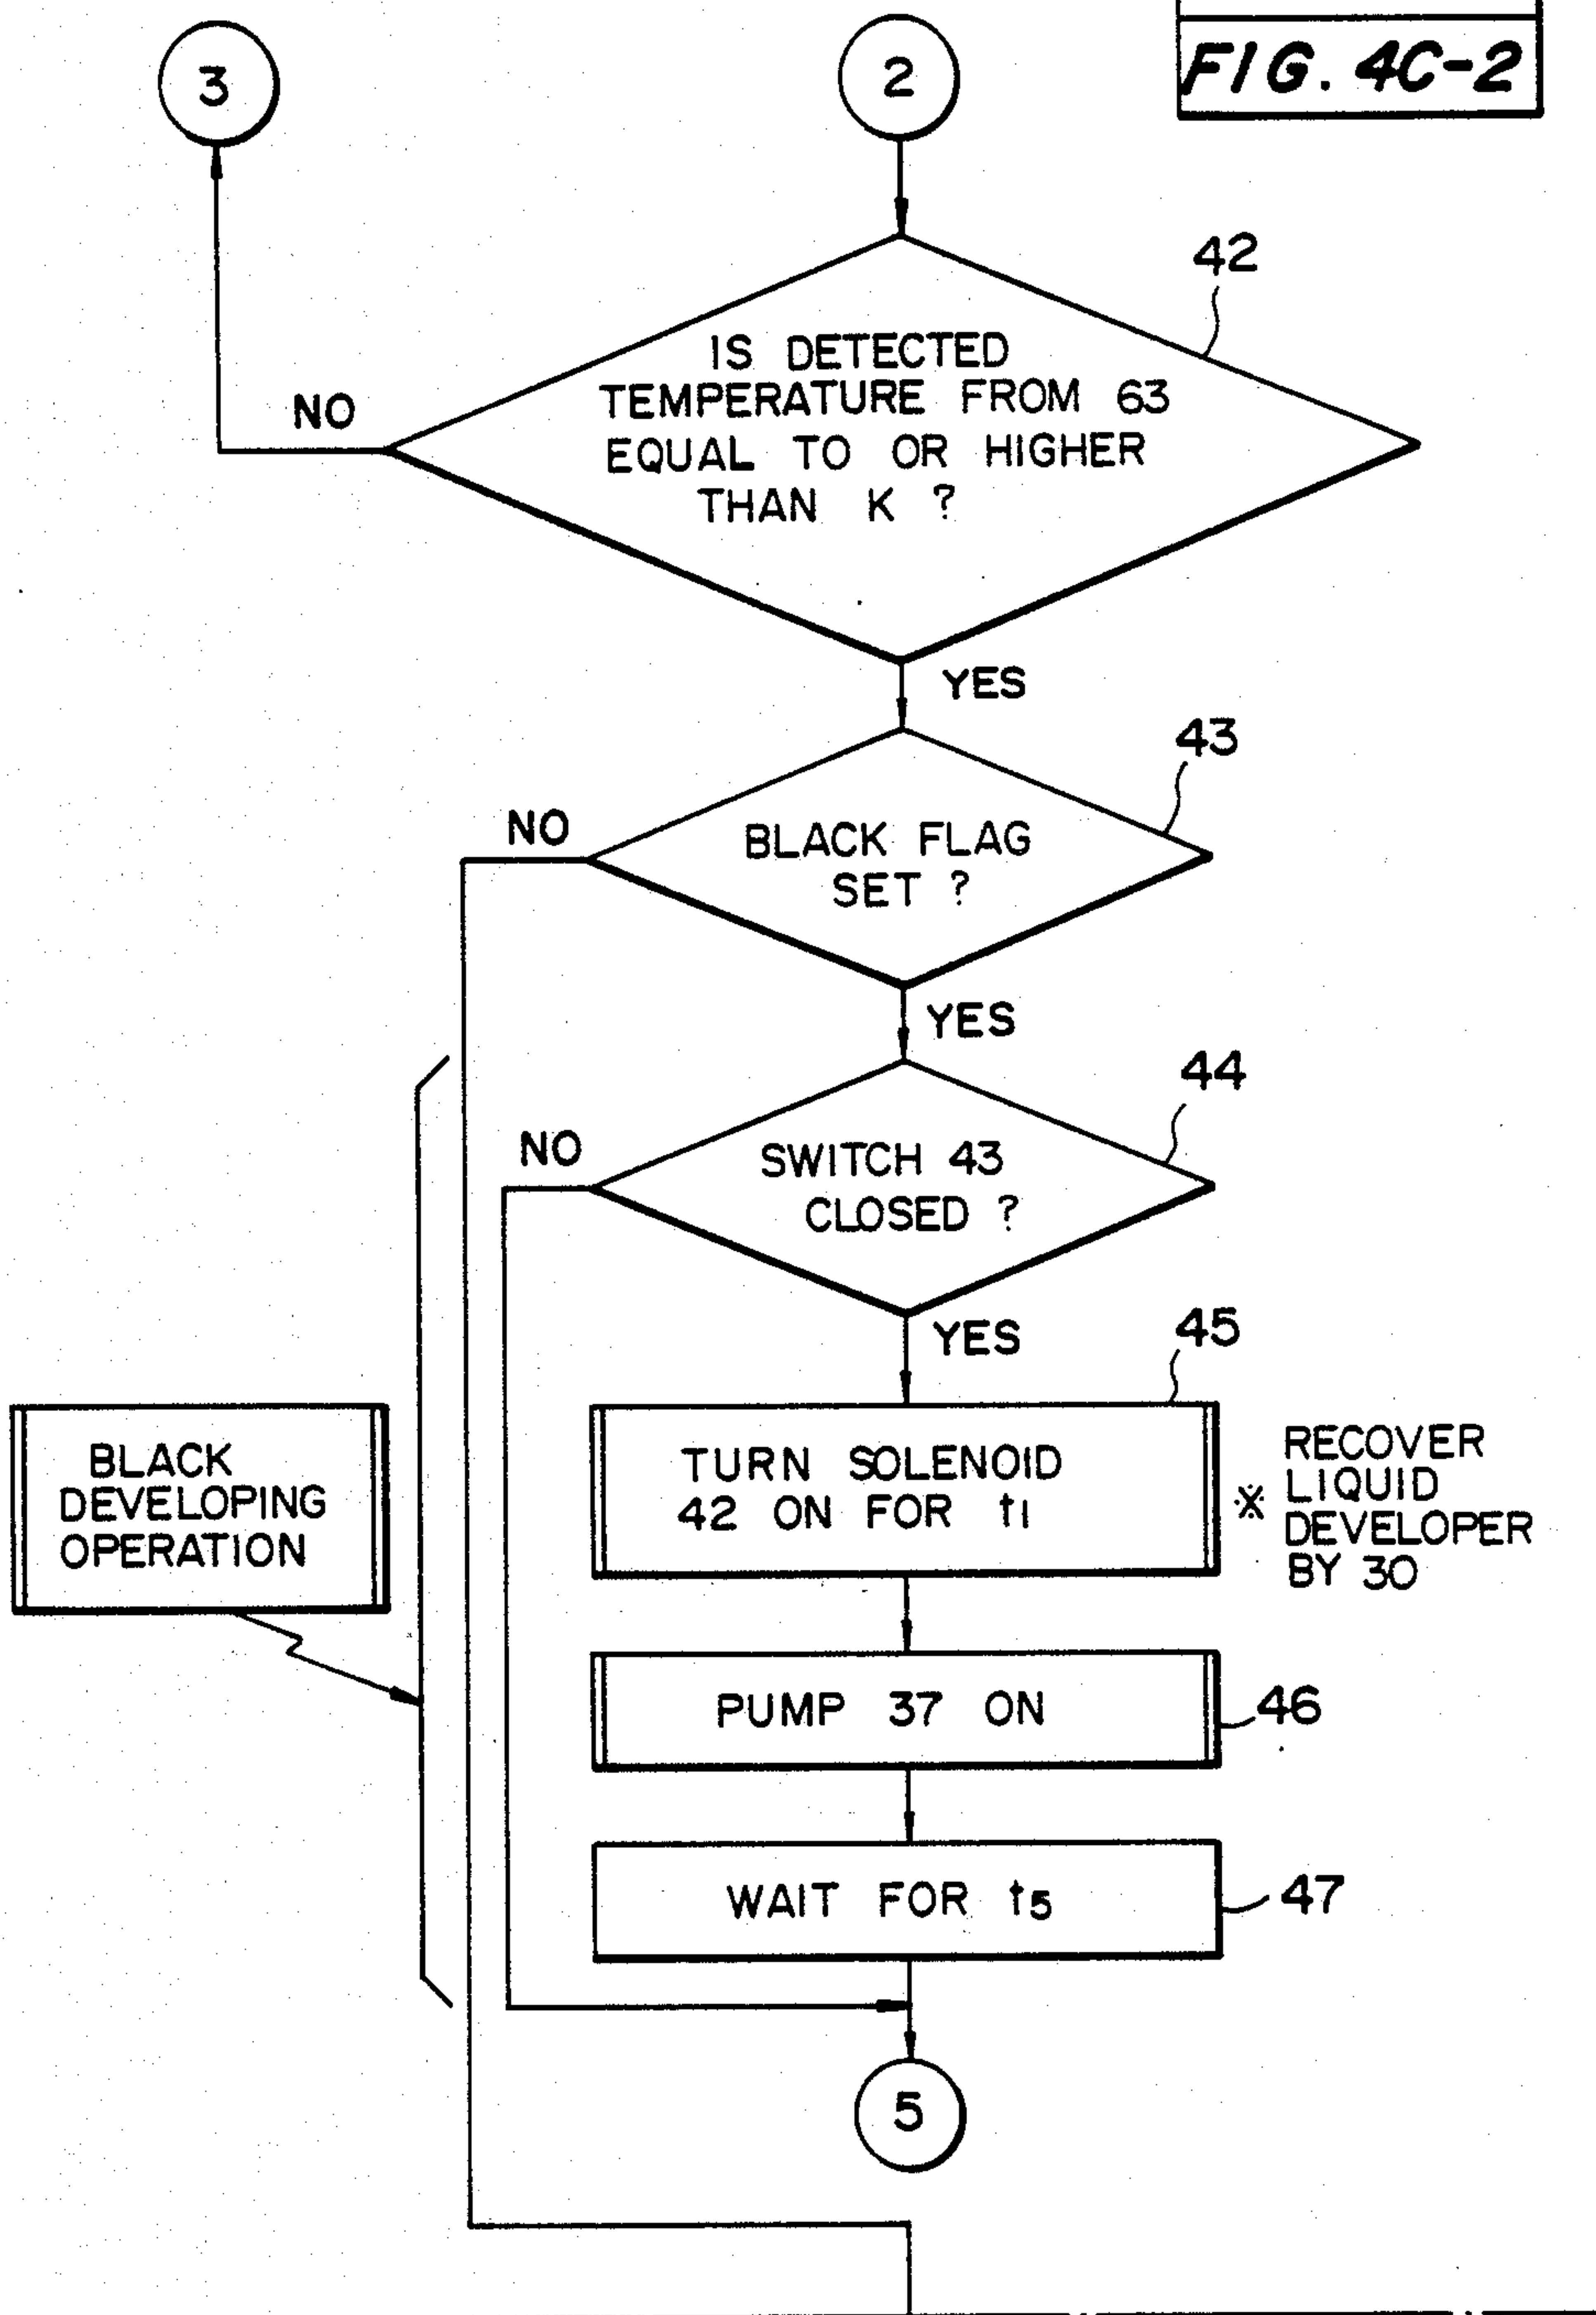 FIG. 4C-2
3
2
42
IS DETECTED
TEMPERATURE FROM 63
EQUAL TO OR HIGHER
THAN K ?
NO
YES
43
NO
BLACK FLAG
SET ?
YES
44
NO
SWITCH 43
CLOSED ?
YES
45
BLACK
DEVELOPING
OPERATION
TURN SOLENOID
42 ON FOR t1
※ RECOVER
LIQUID
DEVELOPER
BY 30
PUMP 37 ON
46
WAIT FOR t5
47
5